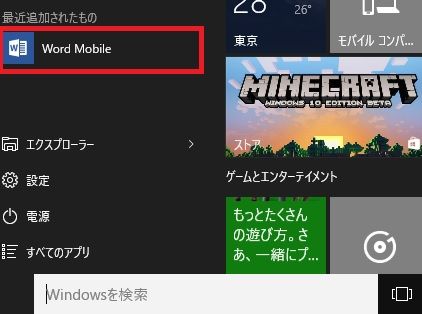 最近追加されたもの
Word Mobile
エクスプローラー
設定
電源
すべてのアプリ
Windowsを検索
28
26°
東京
モバイル コンパ...
MINECRAFT
WINDOWS 10 EDITION BETA
ストア
ゲームとエンターテイメント
もっとたくさん
の遊び方。さ
あ、一緒にプ...